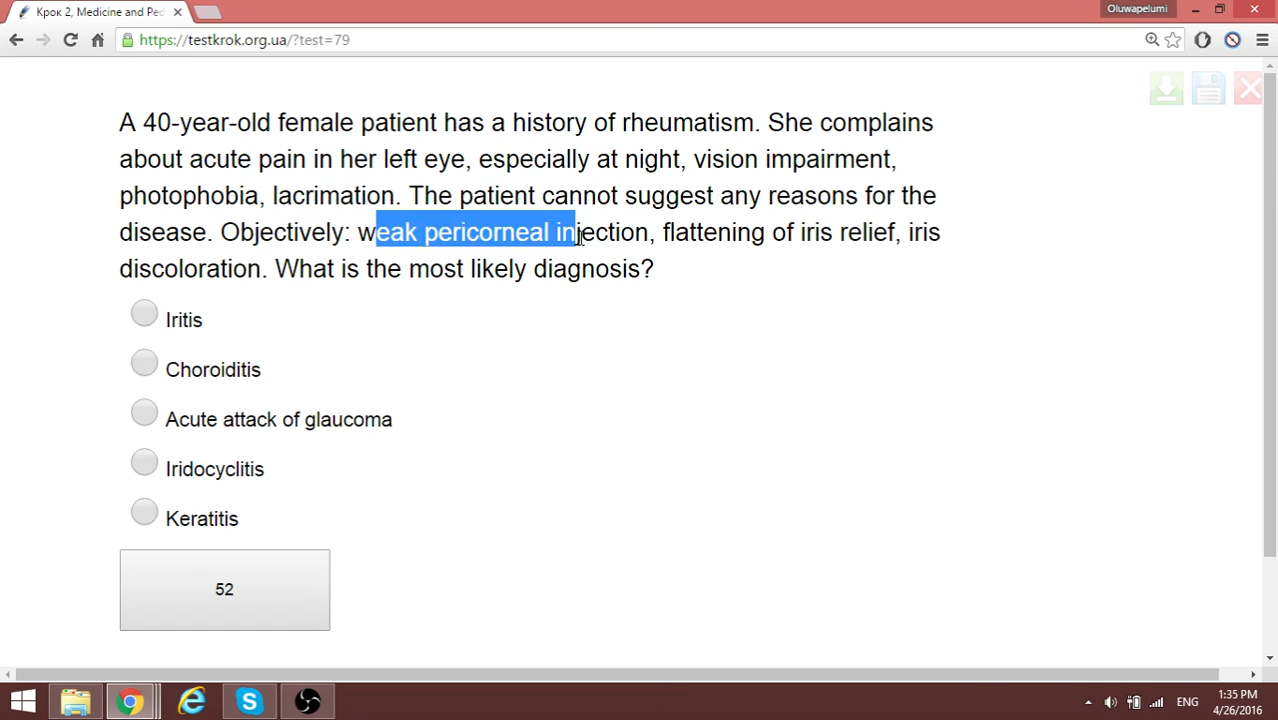 Крок 2, Medicine and Ped
Oluwapelumi
https://testkrok.org.ua/?test=79
A 40-year-old female patient has a history of rheumatism. She complains
about acute pain in her left eye, especially at night, vision impairment,
photophobia, lacrimation. The patient cannot suggest any reasons for the
disease. Objectively: weak pericorneal injection, flattening of iris relief, iris
discoloration. What is the most likely diagnosis?
Iritis
Choroiditis
Acute attack of glaucoma
Iridocyclitis
Keratitis
52
ENG
1:35 PM
4/26/2016